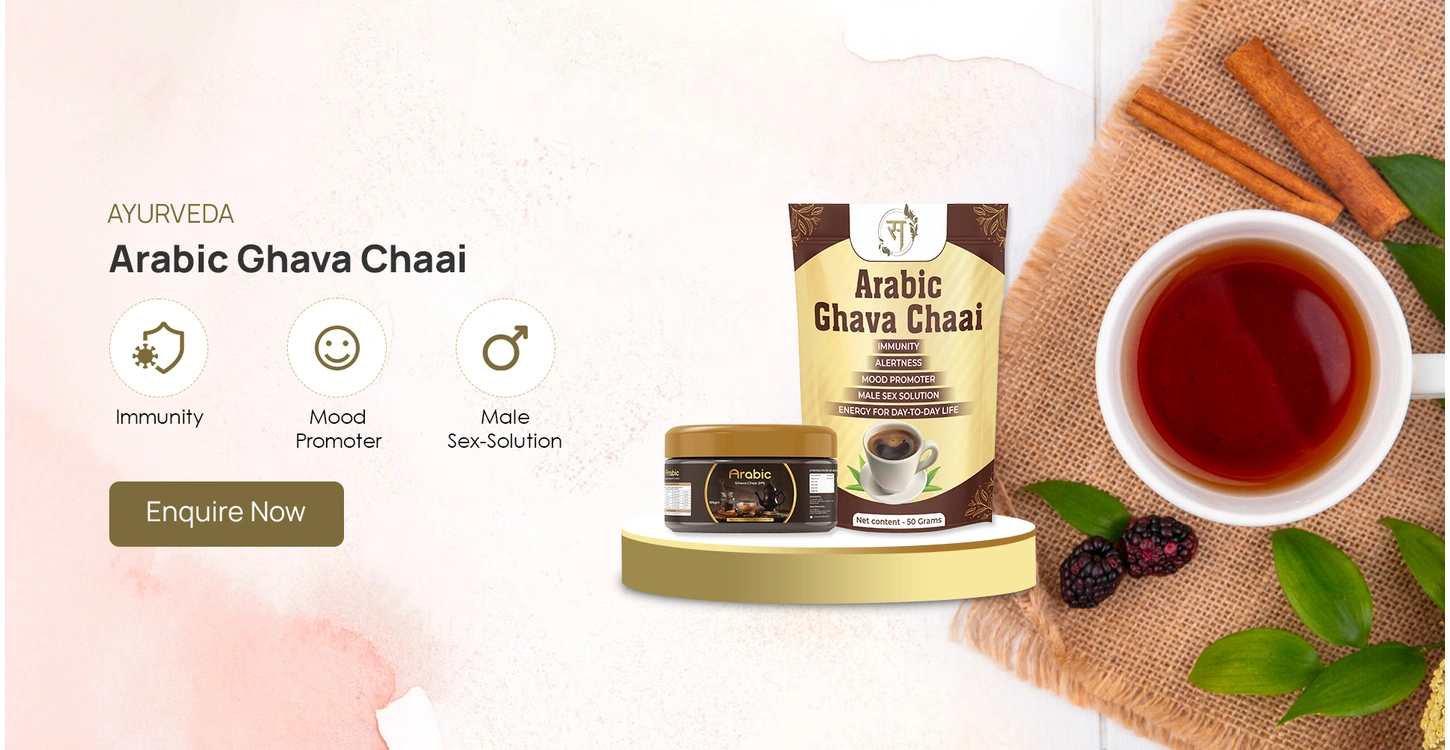 AYURVEDA
Arabic Ghava Chaai
Immunity
Mood
Promoter
Male
Sex-Solution
Enquire Now
स
Arabic
Ghava Chaai
IMMUNITY
ALERTNESS
MOOD PROMOTER
MALE SEX SOLUTION
ENERGY FOR DAY-TO-DAY LIFE
Net content - 50 Grams
Arabic